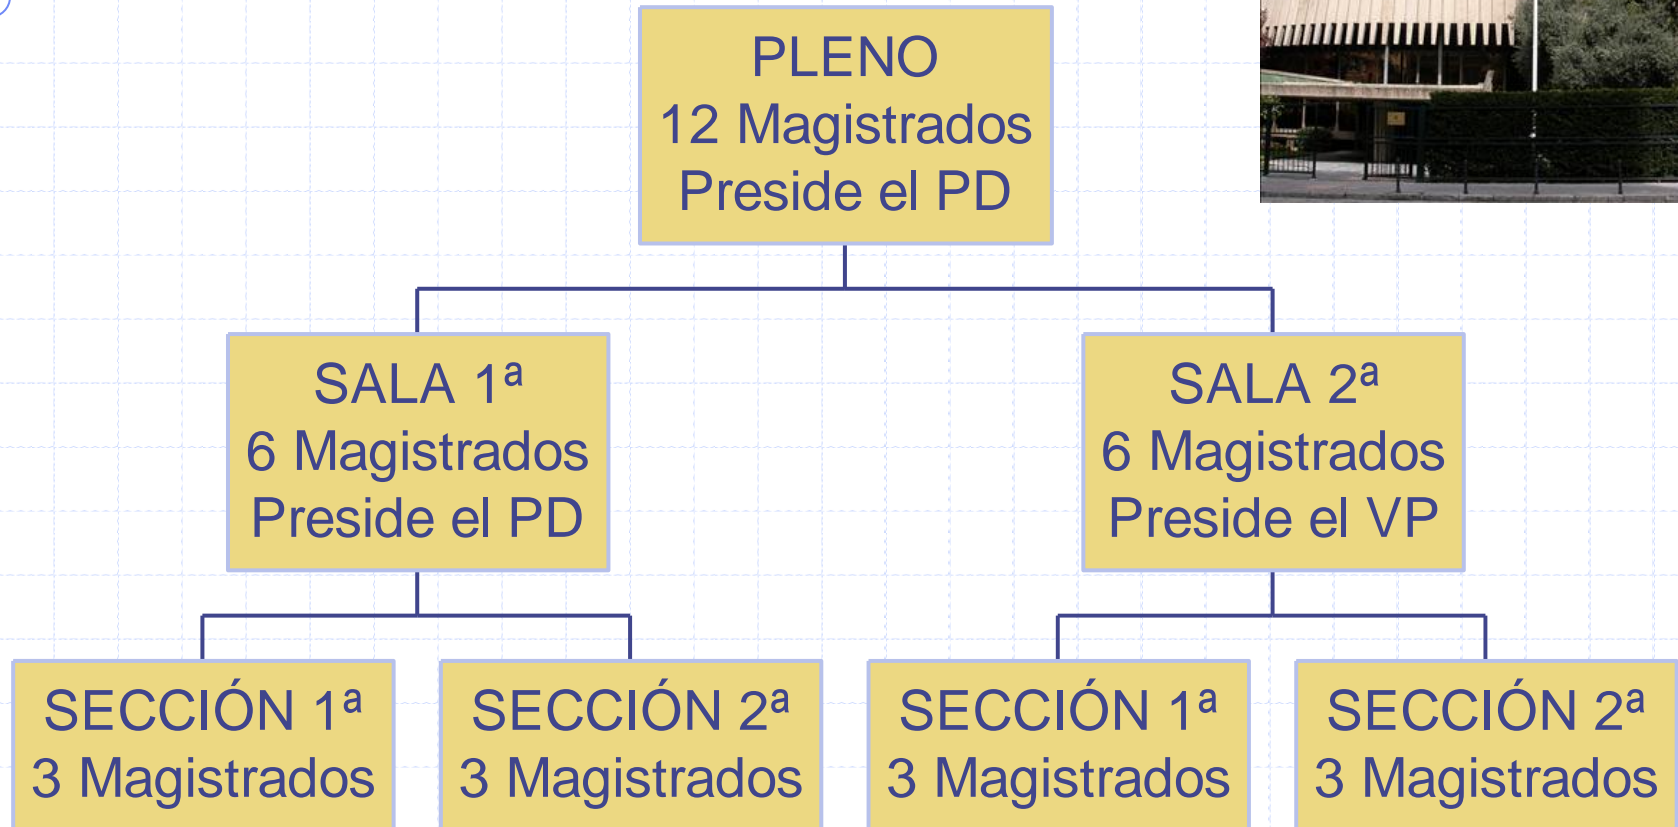 PLENO
12 Magistrados
Preside el PD
SALA 1ª
6 Magistrados
Preside el PD
SALA 2ª
6 Magistrados
Preside el VP
SECCIÓN 1ª
3 Magistrados
SECCIÓN 2ª
3 Magistrados
SECCIÓN 1ª
3 Magistrados
SECCIÓN 2ª
3 Magistrados